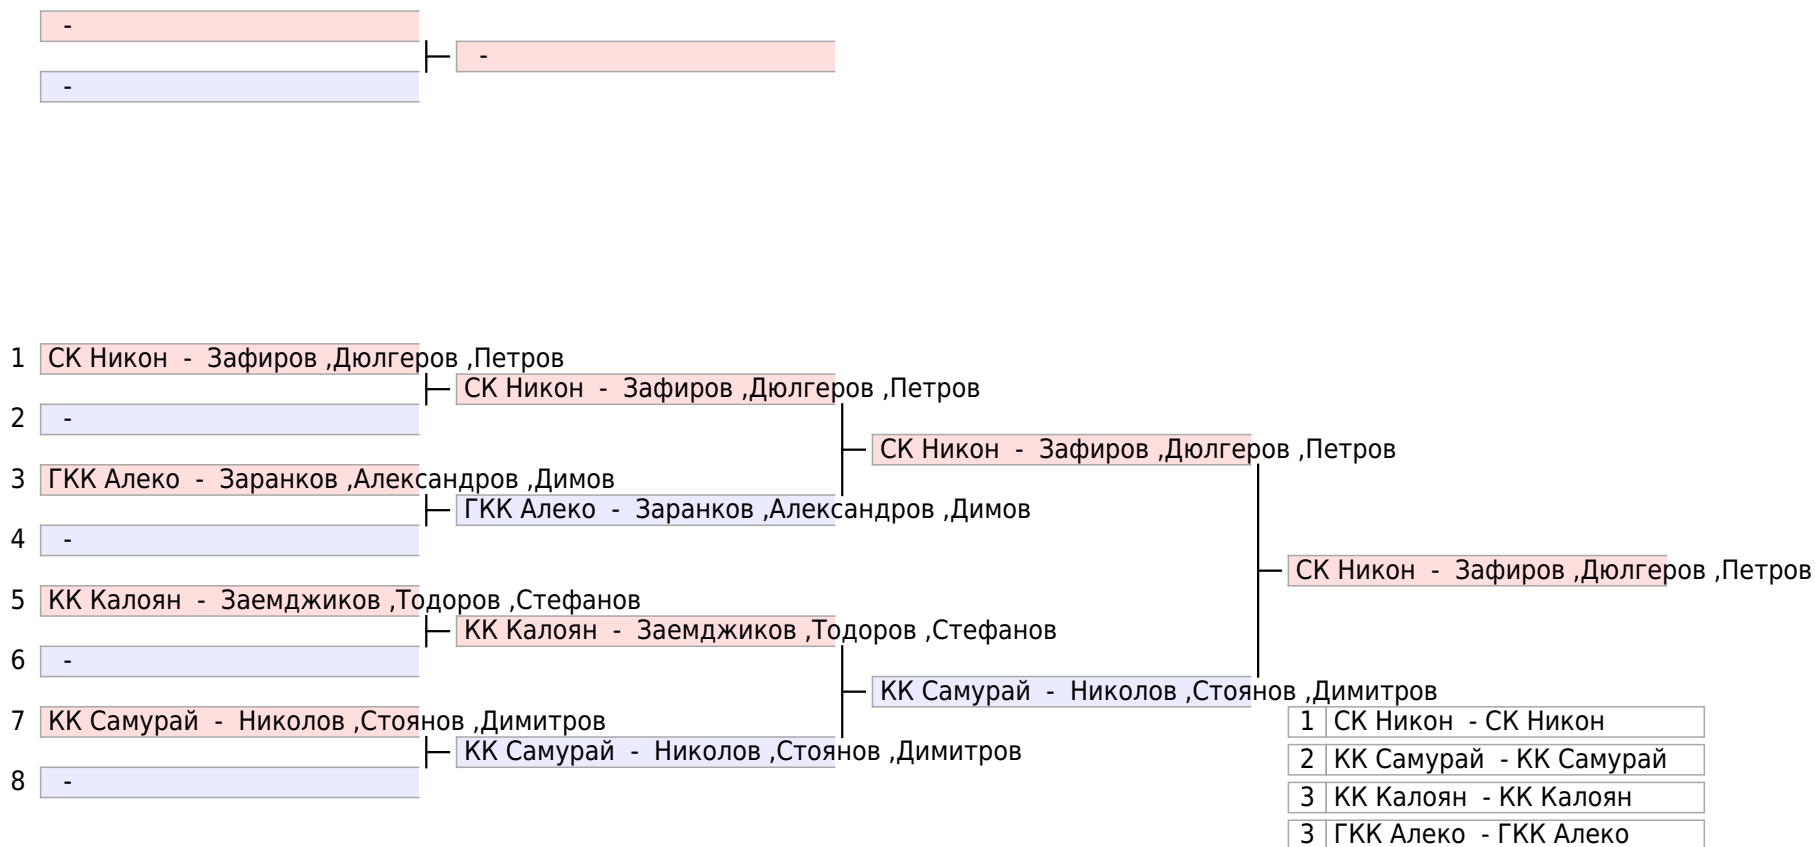 -
-
-
1 СК Никон - Зафиров ,Дюлгеров ,Петров
СК Никон - Зафиров ,Дюлгеров ,Петров
2 -
СК Никон - Зафиров ,Дюлгеров ,Петров
3 ГКК Алеко - Заранков ,Александров ,Димов
ГКК Алеко - Заранков ,Александров ,Димов
4 -
СК Никон - Зафиров ,Дюлгеров ,Петров
5 КК Калоян - Заемджиков ,Тодоров ,Стефанов
КК Калоян - Заемджиков ,Тодоров ,Стефанов
6 -
КК Самурай - Николов ,Стоянов ,Димитров
7 КК Самурай - Николов ,Стоянов ,Димитров
КК Самурай - Николов ,Стоянов ,Димитров
8 -
1 СК Никон - СК Никон
2 КК Самурай - КК Самурай
3 КК Калоян - КК Калоян
3 ГКК Алеко - ГКК Алеко